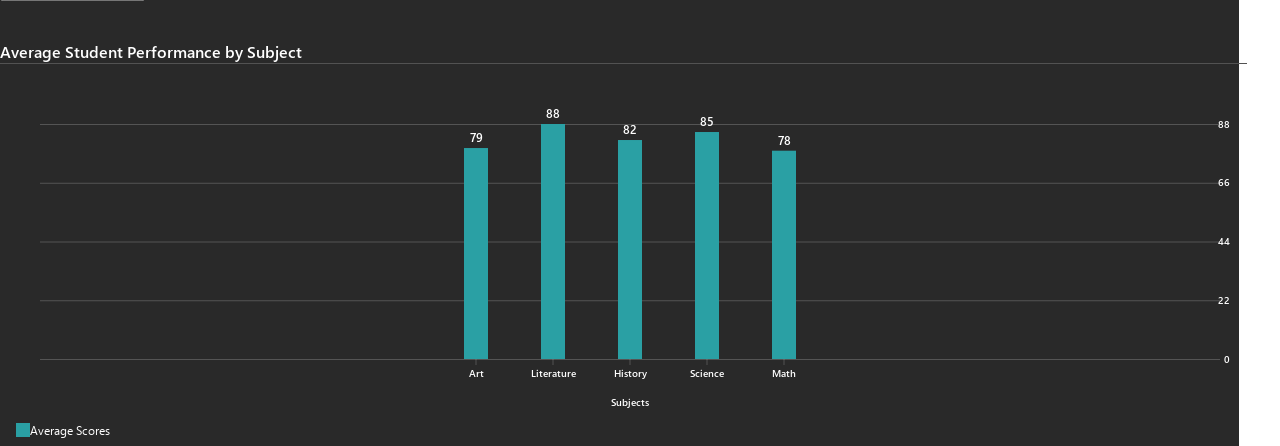 Average Student Performance by Subject
88
79
82
85
78
88
66
44
22
0
Art
Literature
History
Science
Math
Subjects
Average Scores